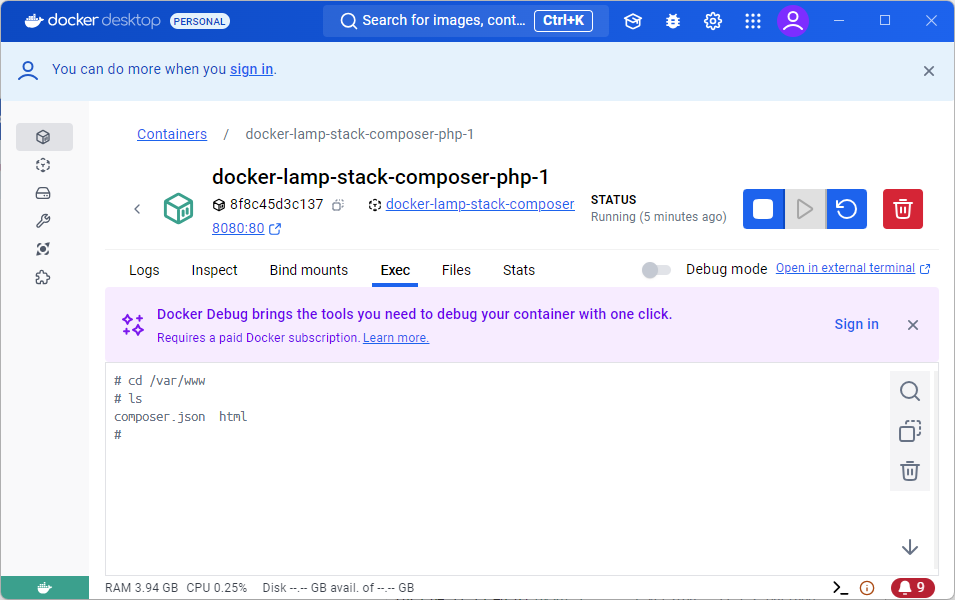 docker desktop PERSONAL
Search for images, cont... Ctrl+K
You can do more when you sign in.
Containers / docker-lamp-stack-composer-php-1
docker-lamp-stack-composer-php-1
8f8c45d3c137 docker-lamp-stack-composer
8080:80
STATUS
Running (5 minutes ago)
Logs Inspect Bind mounts Exec Files Stats Debug mode Open in external terminal
Docker Debug brings the tools you need to debug your container with one click.
Requires a paid Docker subscription. Learn more.
Sign in
# cd /var/www
# ls
composer.json  html
#
RAM 3.94 GB CPU 0.25% Disk --.-- GB avail. of --.-- GB
9